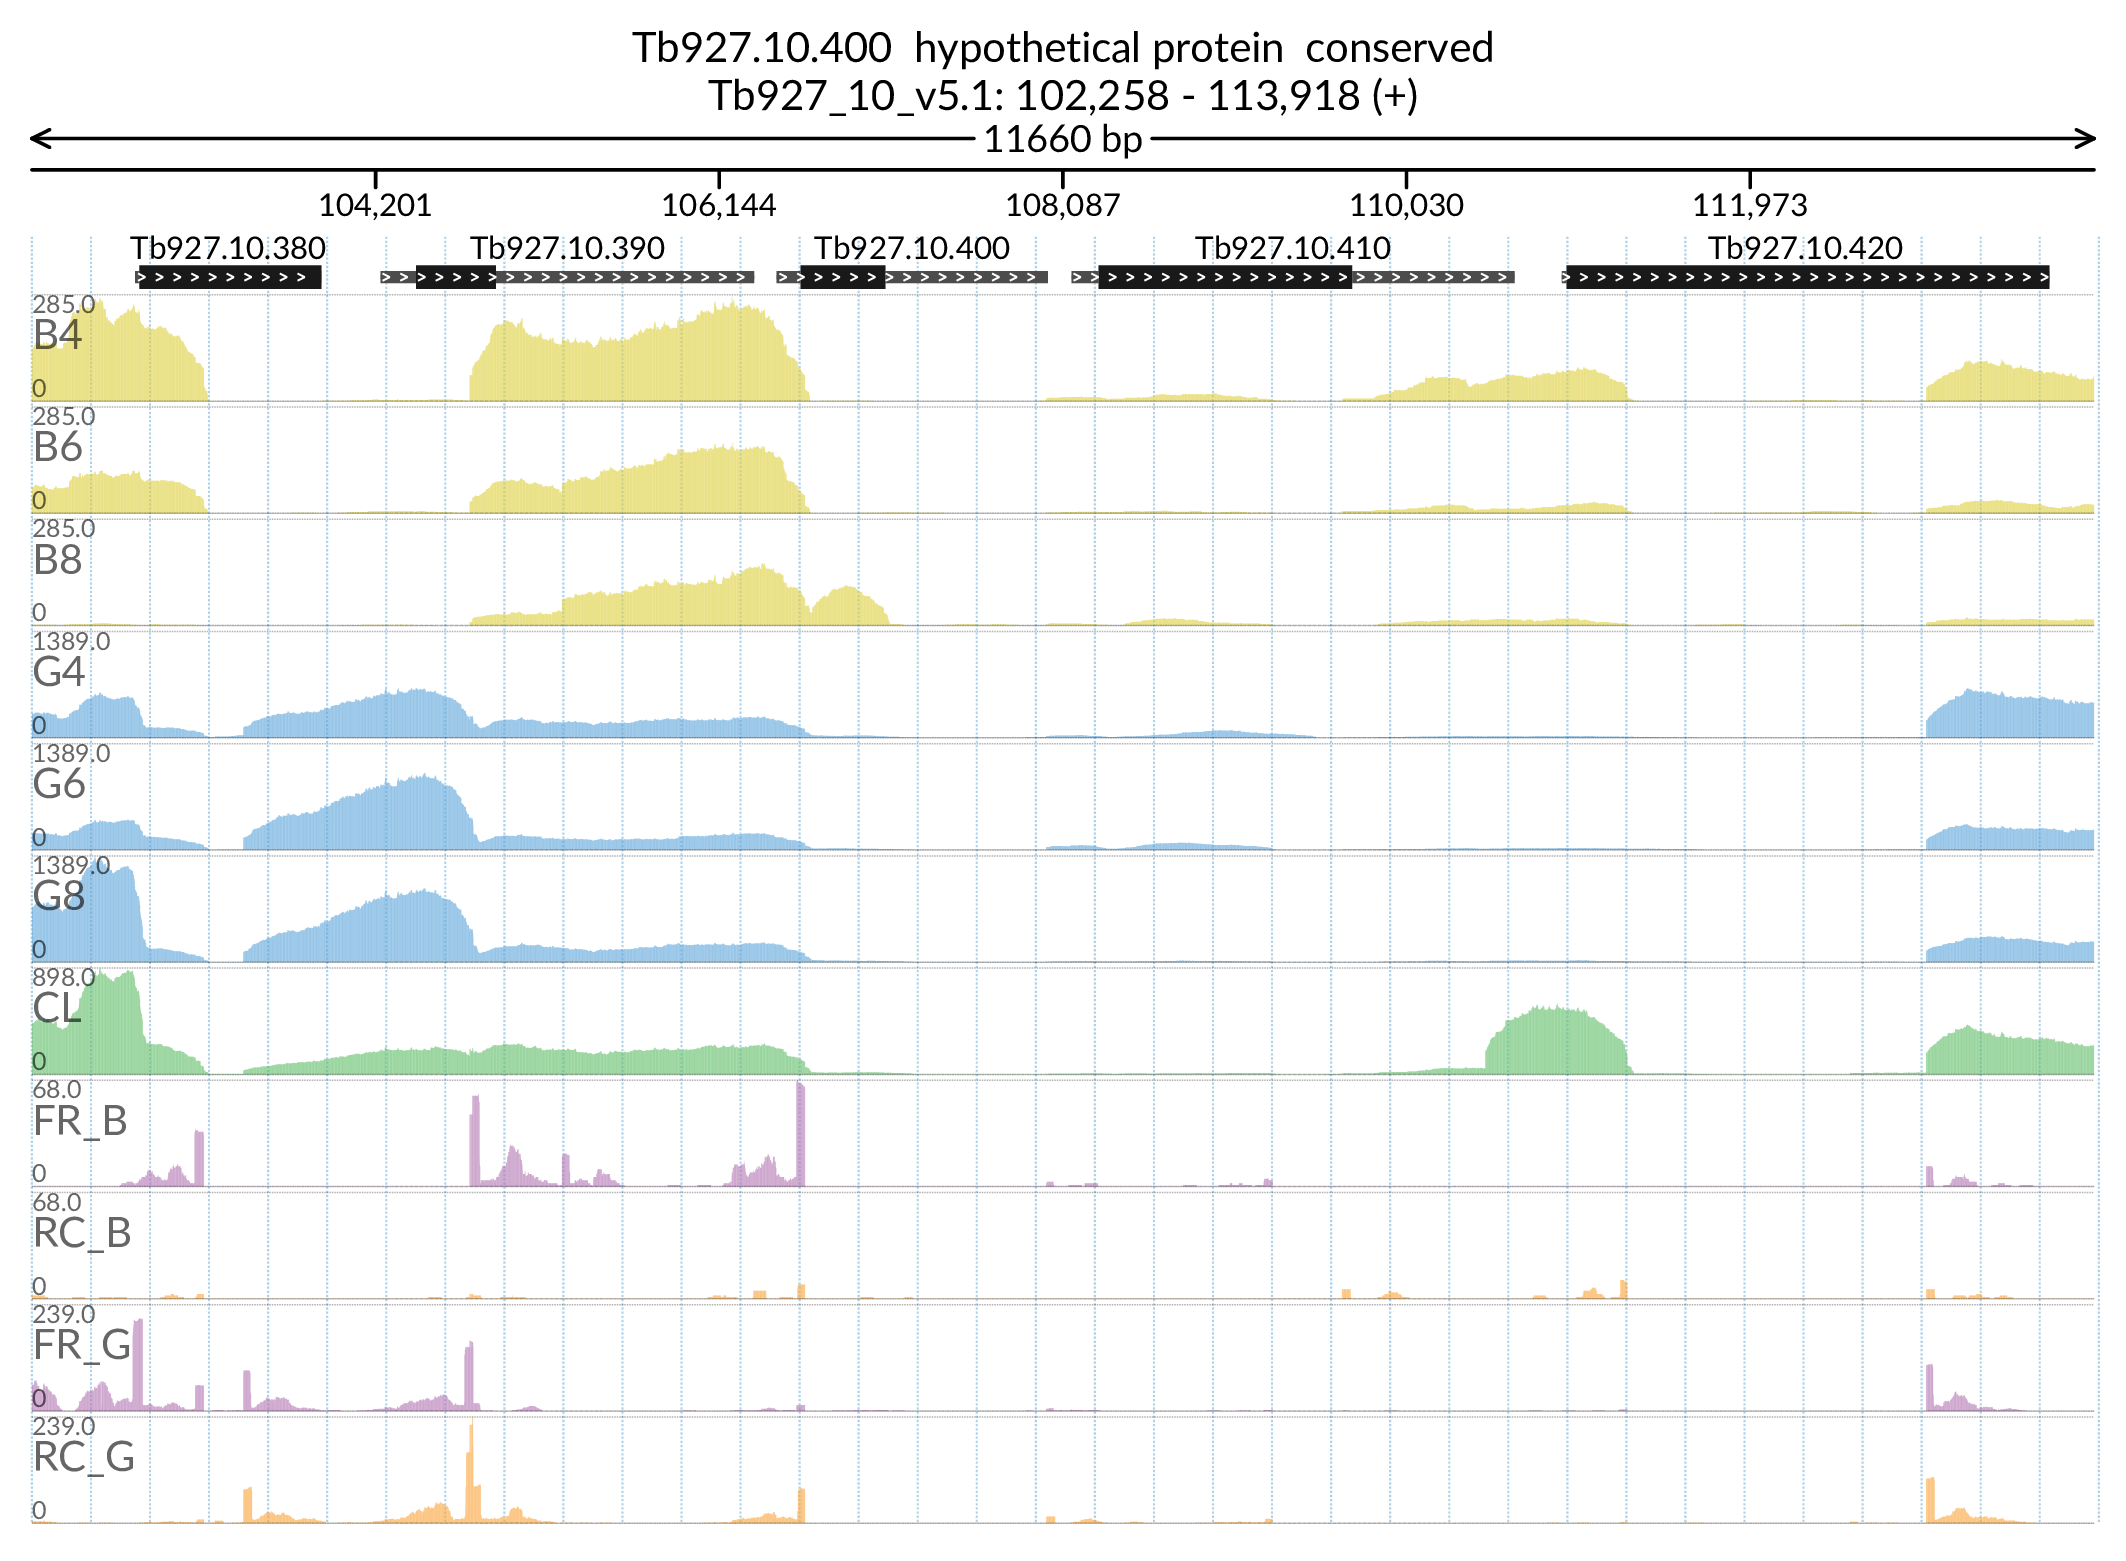 Tb927.10.400 hypothetical protein conserved
Tb927_10_v5.1: 102,258 - 113,918 (+)
11660 bp
104,201 106,144 108,087 110,030 111,973
Tb927.10.380 Tb927.10.390 Tb927.10.400 Tb927.10.410 Tb927.10.420
285.0
B4
0
285.0
B6
0
285.0
B8
0
1389.0
G4
0
1389.0
G6
0
1389.0
G8
0
898.0
CL
0
68.0
FR_B
0
68.0
RC_B
0
239.0
FR_G
0
239.0
RC_G
0